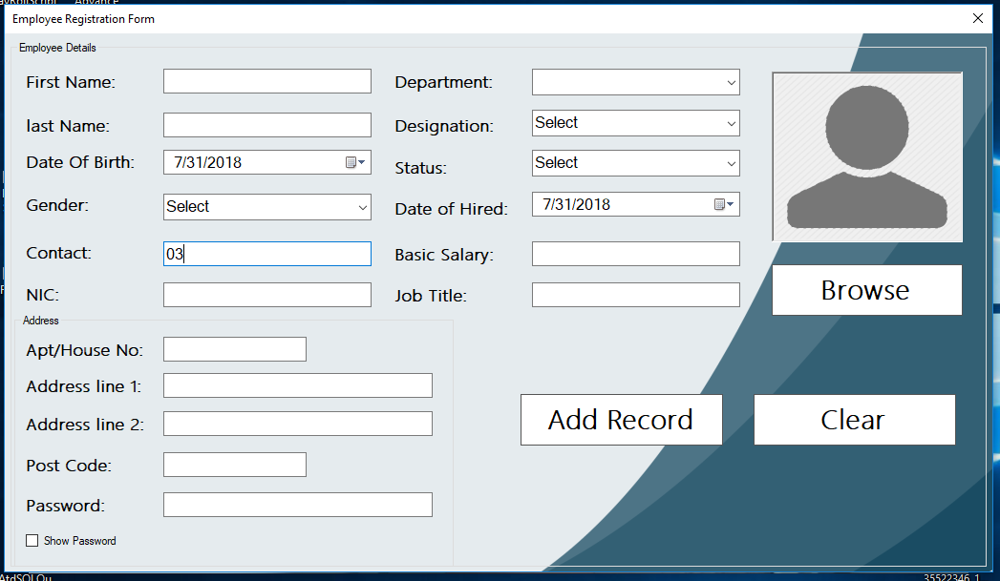 Employee Registration Form
Employee Details
First Name:
last Name:
Date Of Birth: 7/31/2018
Gender: Select
Contact: 03
NIC:
Department:
Designation: Select
Status: Select
Date of Hired: 7/31/2018
Basic Salary:
Job Title:
Browse
Address
Apt/House No:
Address line 1:
Address line 2:
Post Code:
Password:
Show Password
Add Record
Clear
35522346_1